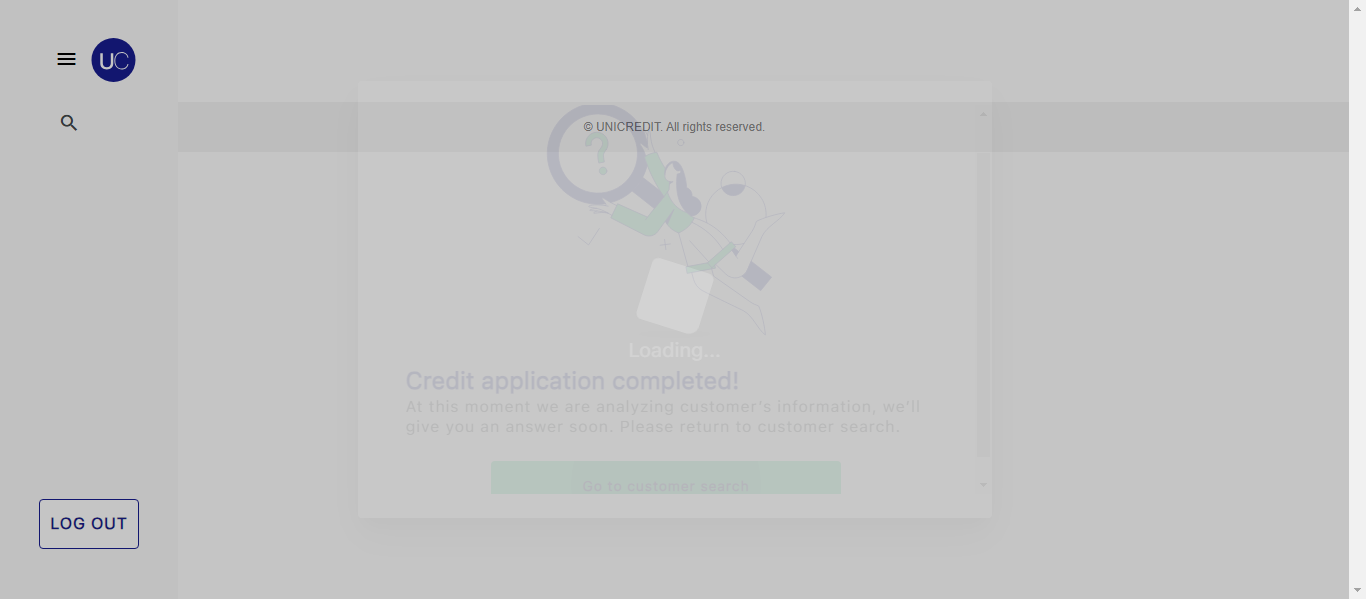 UC
© UNICREDIT. All rights reserved.
?
Loading...
Credit application completed!
At this moment we are analyzing customer's information, we'll
give you an answer soon. Please return to customer search.
Go to customer search
LOG OUT